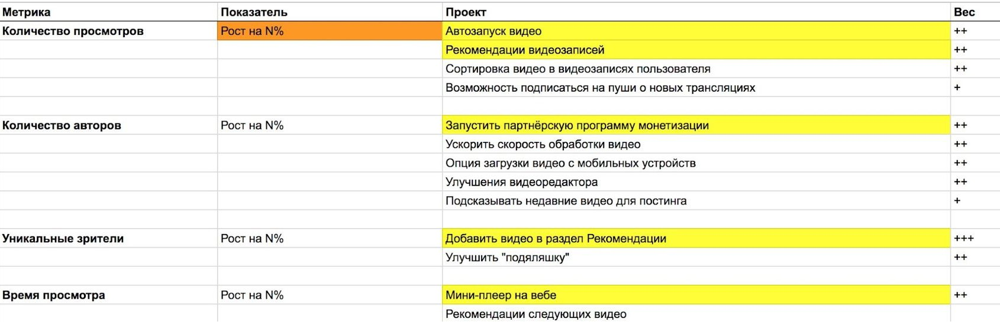 Метрика Показатель Проект Вес
Количество просмотров Рост на N% Автозапуск видео ++
Рекомендации видеозаписей ++
Сортировка видео в видеозаписях пользователя ++
Возможность подписаться на пуши о новых трансляциях +
Количество авторов Рост на N% Запустить партнёрскую программу монетизации ++
Ускорить скорость обработки видео ++
Опция загрузки видео с мобильных устройств ++
Улучшения видеоредактора ++
Подсказывать недавние видео для постинга +
Уникальные зрители Рост на N% Добавить видео в раздел Рекомендации +++
Улучшить "подяляшку" ++
Время просмотра Рост на N% Мини-плеер на вебе ++
Рекомендации следующих видео